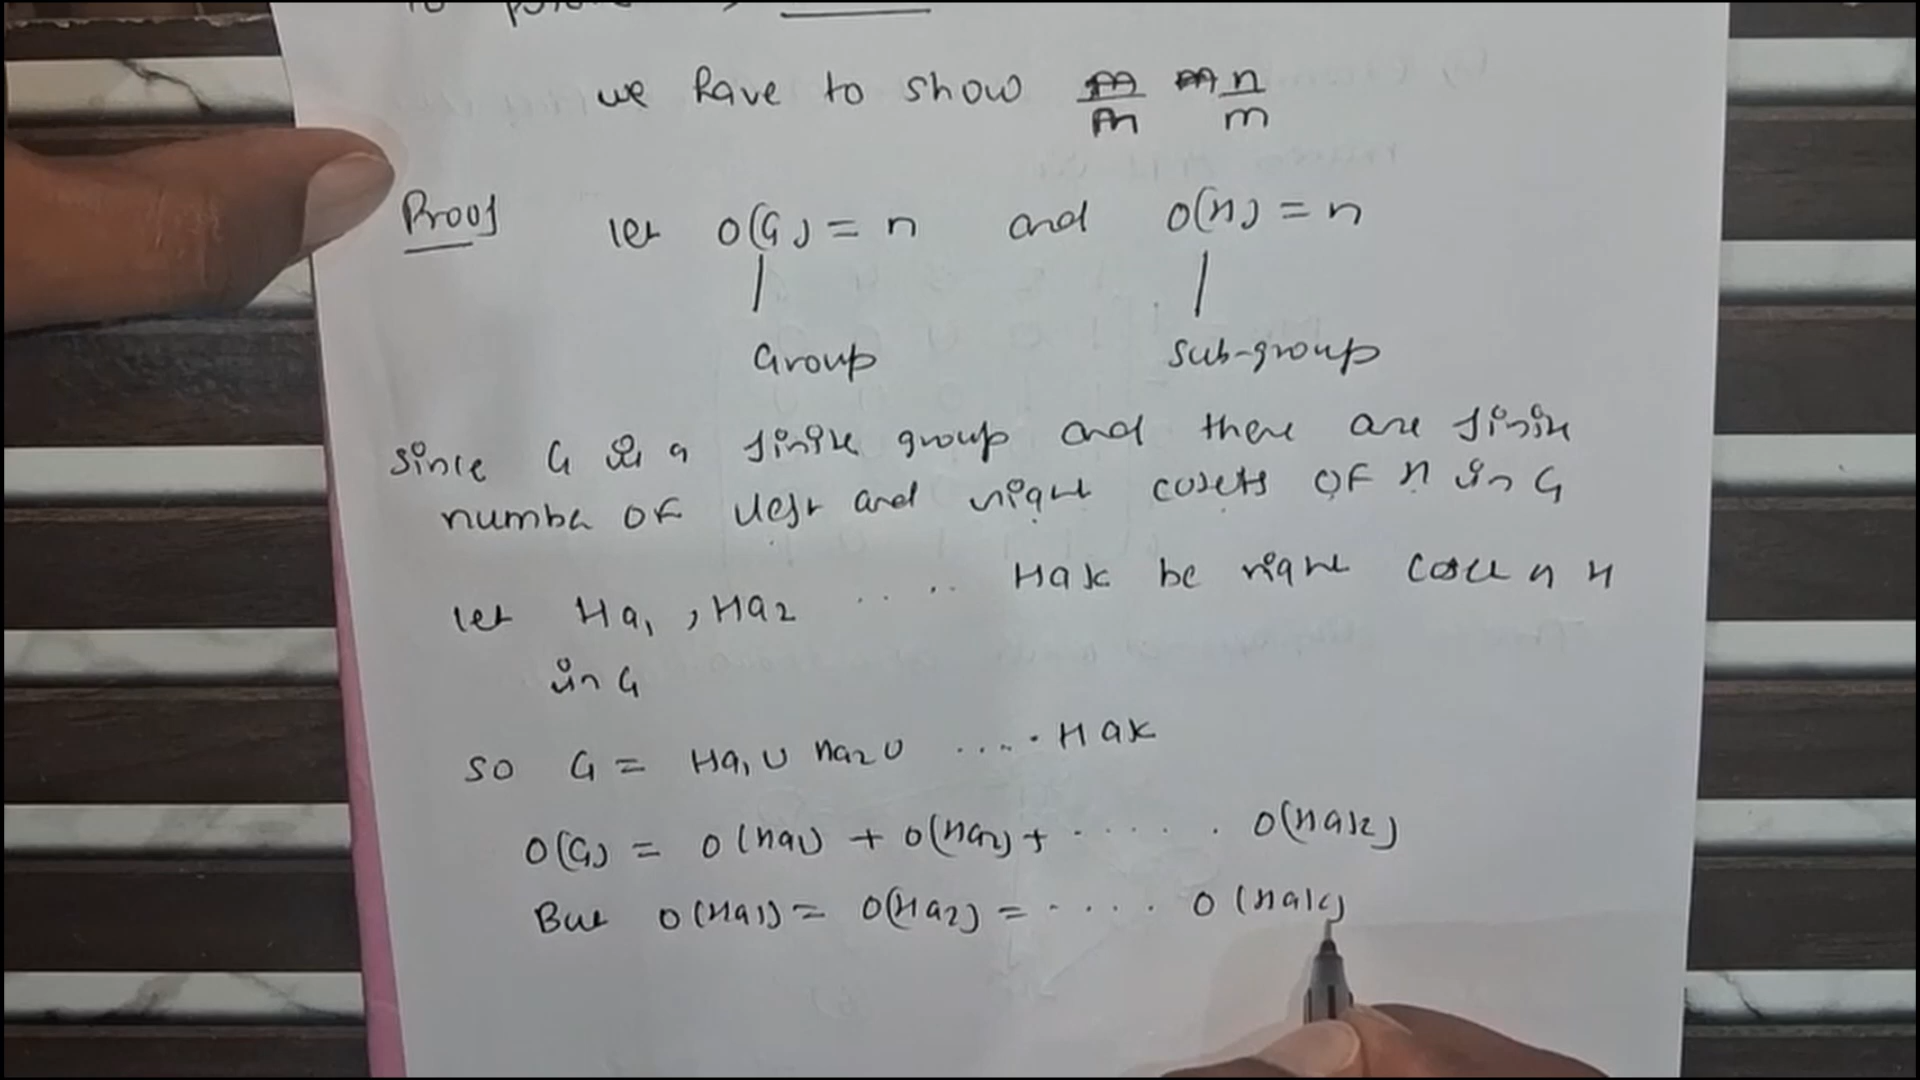 we have to show n/m
Proof let O(G) = n and O(H) = n
Group Sub-group
Since G is a finite group and there are finite
number of left and right cosets of H in G
let Ha1, Ha2 ..... Hak be right coset of H
in G
SO G = Ha1 U Ha2 U ..... Hak
O(G) = O(Ha1) + O(Ha2) + ...... O(Hak)
But O(Ha1) = O(Ha2) = ..... O(Hak)